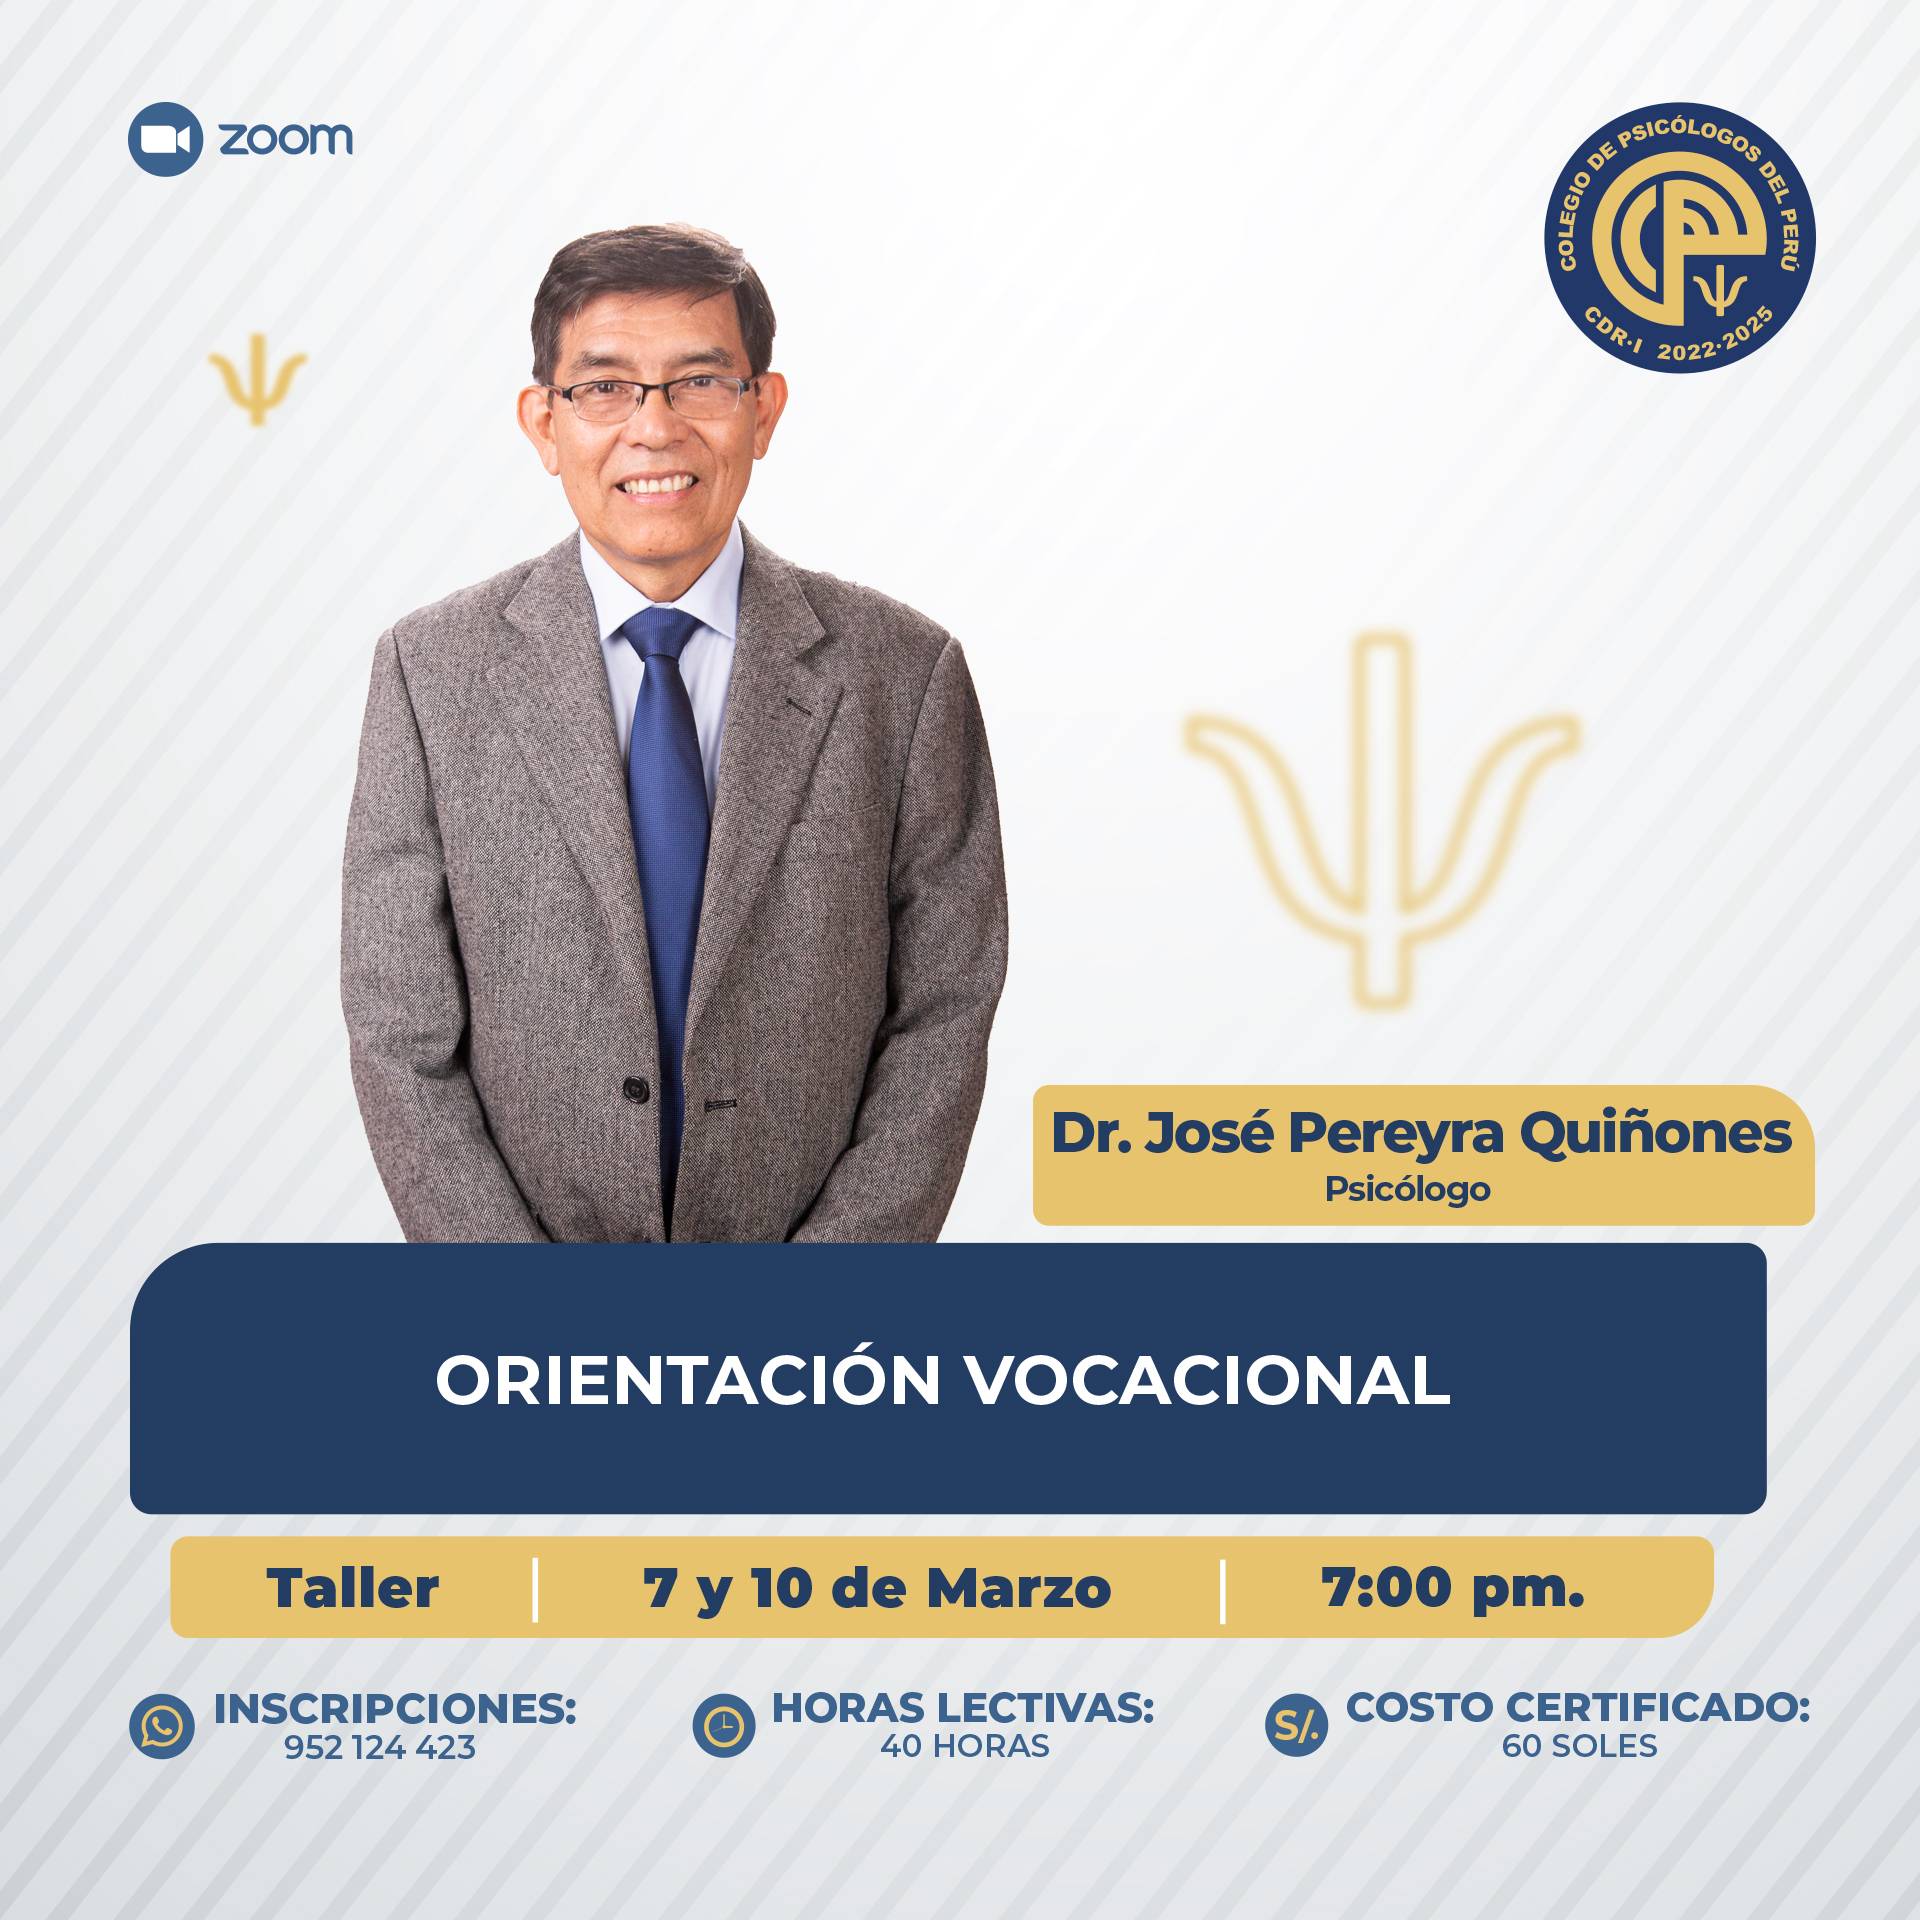 zoom
COLEGIO DE PSICÓLOGOS DEL PERÚ
CDR·I 2022·2025
Dr. José Pereyra Quiñones
Psicólogo
ORIENTACIÓN VOCACIONAL
Taller 7 y 10 de Marzo 7:00 pm.
INSCRIPCIONES: HORAS LECTIVAS: S/. COSTO CERTIFICADO:
952 124 423 40 HORAS 60 SOLES